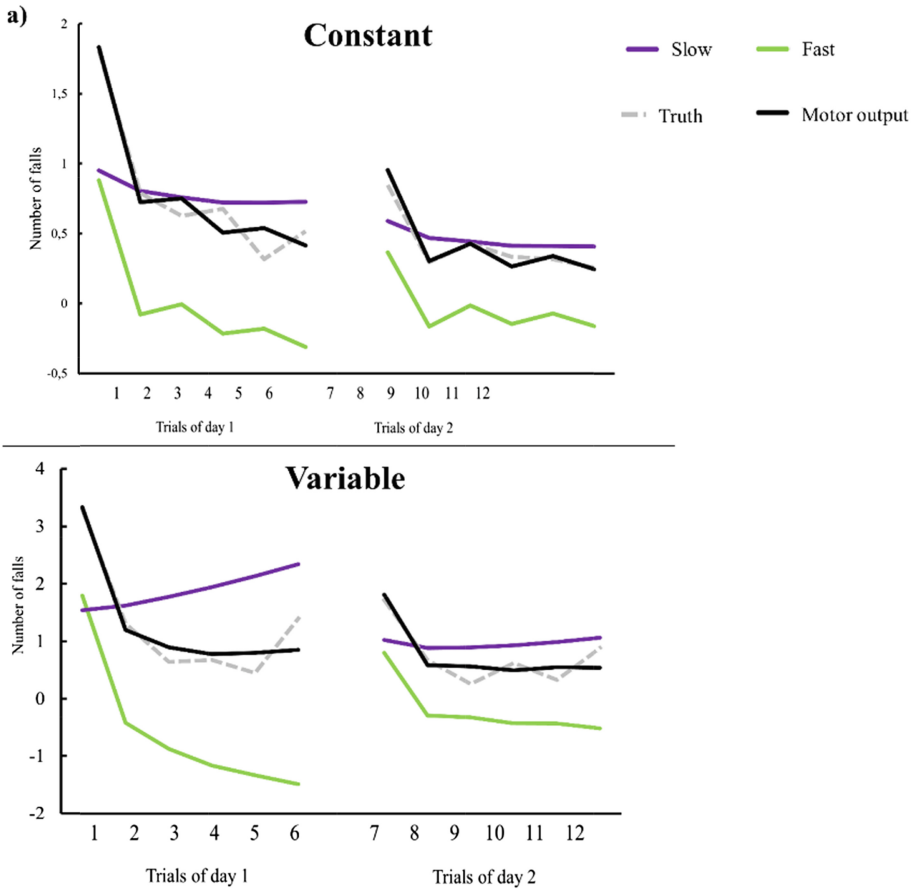 a)
Constant
Slow
Fast
Truth
Motor output
Number of falls
2
1,5
1
0,5
0
-0,5
1 2 3 4 5 6 7 8 9 10 11 12
Trials of day 1 Trials of day 2
Variable
Number of falls
4
3
2
1
0
-1
-2
1 2 3 4 5 6 7 8 9 10 11 12
Trials of day 1 Trials of day 2